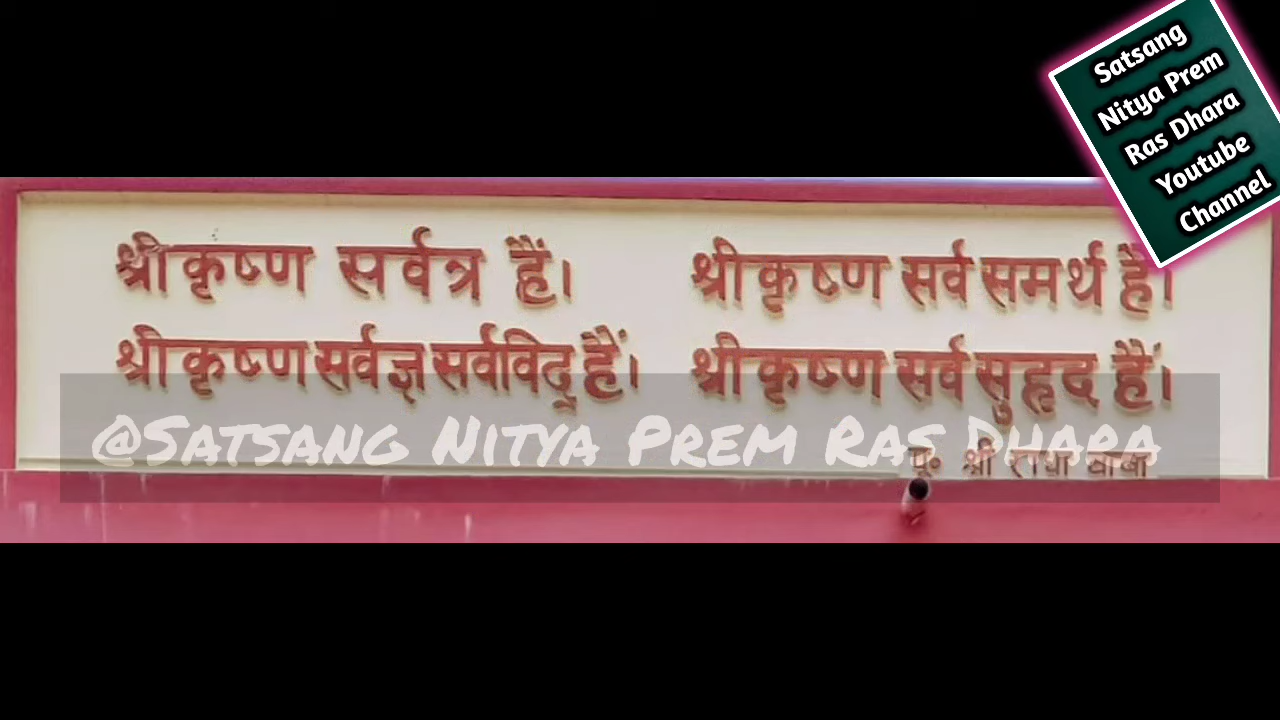 Satsang
Nitya Prem
Ras Dhara
Youtube
Channel
श्रीकृष्ण सर्वत्र हैं। श्रीकृष्ण सर्व समर्थ हैं।
श्रीकृष्ण सर्वज्ञ सर्वविद् हैं। श्रीकृष्ण सर्व सुहृद हैं।
@Satsang Nitya Prem Ras Dhara
पू० श्री राधा बाबा